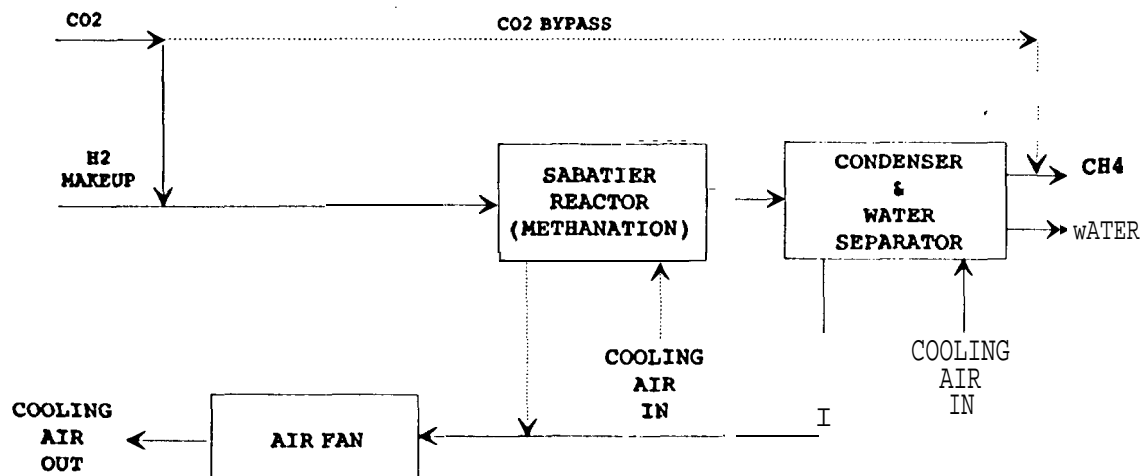 CO2
CO2 BYPASS
H2
MAKEUP
SABATIER
REACTOR
(METHANATION)
CONDENSER
&
WATER
SEPARATOR
CH4
wATER
COOLING
AIR
IN
COOLING
AIR
IN
COOLING
AIR
OUT
AIR FAN
I